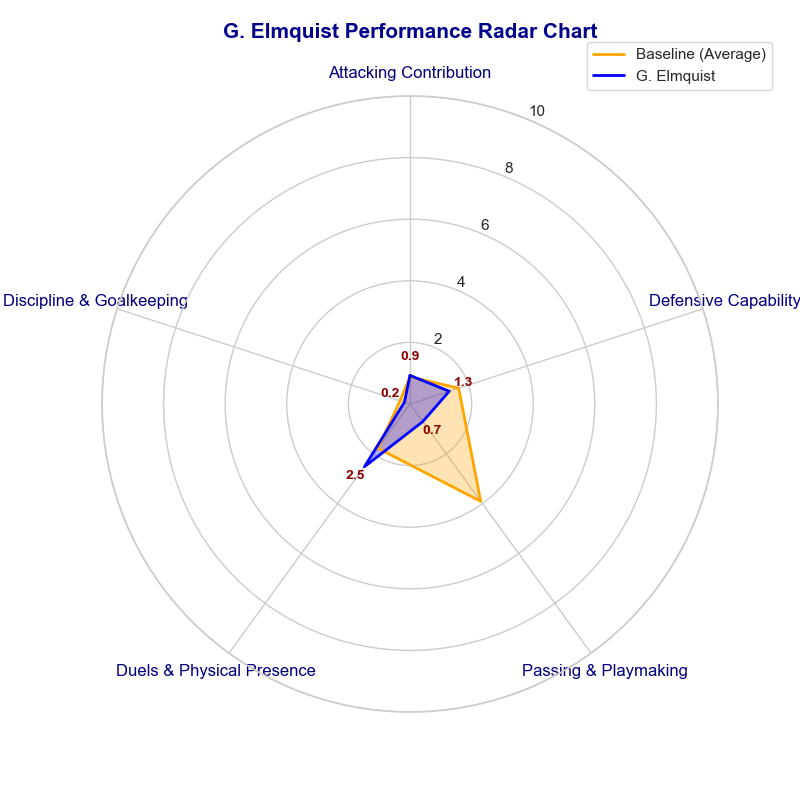 G. Elmquist Performance Radar Chart
Baseline (Average)
G. Elmquist
Attacking Contribution
10
8
6
4
2
Discipline & Goalkeeping
Defensive Capability
0.9
1.3
0.2
0.7
2.5
Duels & Physical Presence
Passing & Playmaking